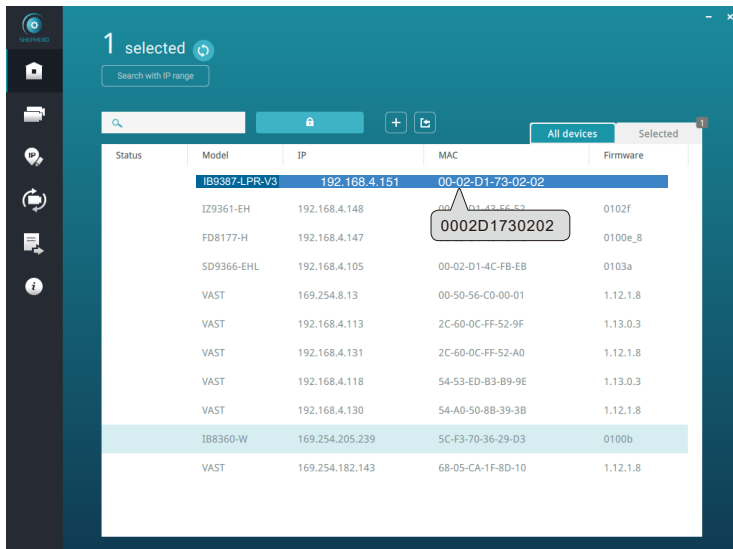 SHEPHERD
1 selected
Search with IP range
1
All devices Selected
Status Model IP MAC Firmware
IB9387-LPR-V3 192.168.4.151 00-02-D1-73-02-02
IZ9361-EH 192.168.4.148 0102f
0002D1730202
FD8177-H 192.168.4.147 0100e_8
SD9366-EHL 192.168.4.105 00-02-D1-4C-FB-EB 0103a
VAST 169.254.8.13 00-50-56-C0-00-01 1.12.1.8
VAST 192.168.4.113 2C-60-0C-FF-52-9F 1.13.0.3
VAST 192.168.4.131 2C-60-0C-FF-52-A0 1.12.1.8
VAST 192.168.4.118 54-53-ED-B3-B9-9E 1.13.0.3
VAST 192.168.4.130 54-A0-50-8B-39-3B 1.12.1.8
IB8360-W 169.254.205.239 5C-F3-70-36-29-D3 0100b
VAST 169.254.182.143 68-05-CA-1F-8D-10 1.12.1.8
IP